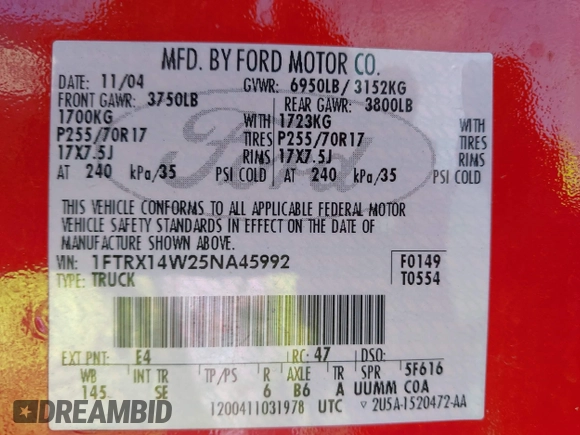 MFD. BY FORD MOTOR CO.
DATE: 11/04 GVWR: 6950LB / 3152KG
FRONT GAWR: 3750LB REAR GAWR: 3800LB
1700KG WITH 1723KG WITH
P255/70R17 TIRES P255/70R17 TIRES
17X7.5J RIMS 17X7.5J RIMS
AT 240 kPa/35 PSI COLD AT 240 kPa/35 PSI COLD
THIS VEHICLE CONFORMS TO ALL APPLICABLE FEDERAL MOTOR
VEHICLE SAFETY STANDARDS IN EFFECT ON THE DATE OF
MANUFACTURE SHOWN ABOVE.
VIN: 1FTRX14W25NA45992 F0149
TYPE: TRUCK T0554
EXT PNT: E4 RC: 47 DSO:
WB INT TR TP/PS R AXLE TR SPR 5F616
145 SE 6 B6 A UUMM COA
1200411031978 UTC 2U5A-1520472-AA
Ford
DREAMBID